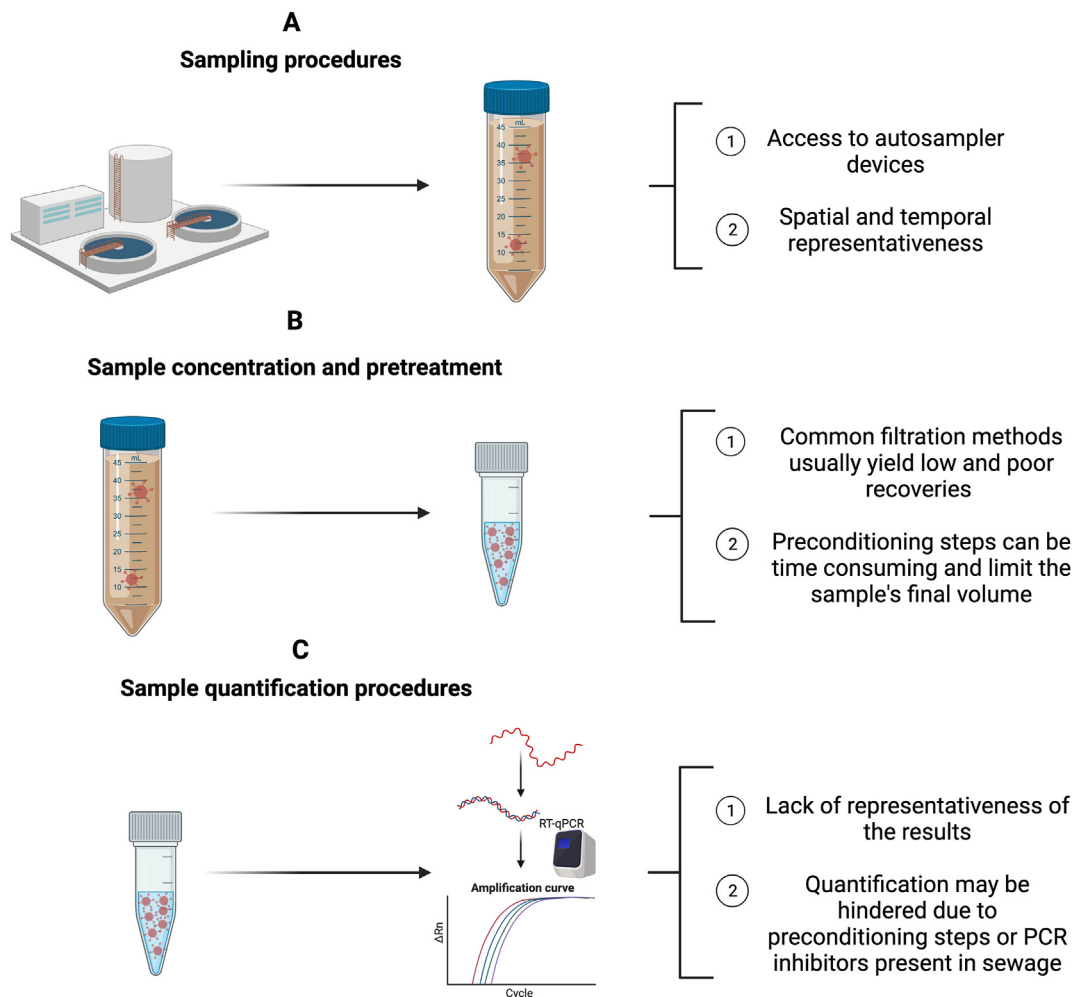 A
Sampling procedures
mL
45
40
35
30
25
20
15
10
1
Access to autosampler
devices
2
Spatial and temporal
representativeness
B
Sample concentration and pretreatment
mL
45
40
35
30
25
20
15
10
1
Common filtration methods
usually yield low and poor
recoveries
2
Preconditioning steps can be
time consuming and limit the
sample's final volume
C
Sample quantification procedures
RT-qPCR
Amplification curve
ΔRn
Cycle
1
Lack of representativeness of
the results
2
Quantification may be
hindered due to
preconditioning steps or PCR
inhibitors present in sewage